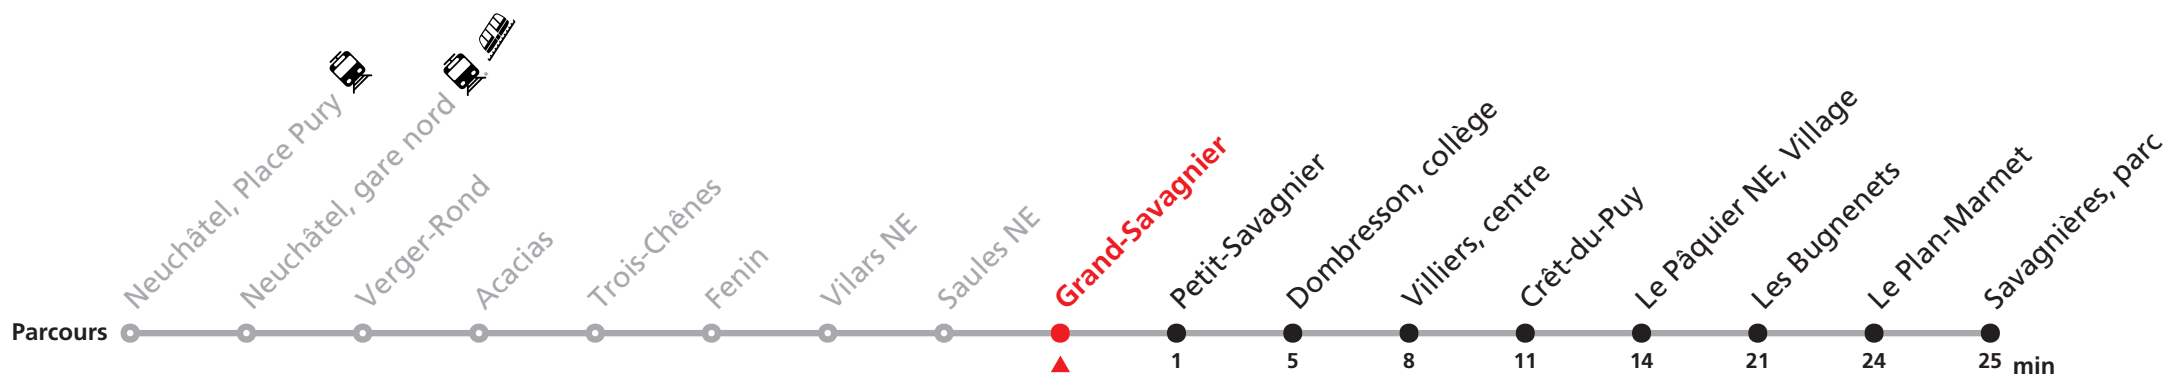 Neuchâtel, Place Pury
Neuchâtel, gare nord
Verger-Rond
Acacias
Trois-Chênes
Fenin
Vilars NE
Saules NE
Grand-Savagnier
Petit-Savagnier
Dombresson, collège
Villiers, centre
Crêt-du-Puy
Le Pâquier NE, Village
Les Bugnenets
Le Plan-Marmet
Savagnières, parc
Parcours
1 5 8 11 14 21 24 25 min